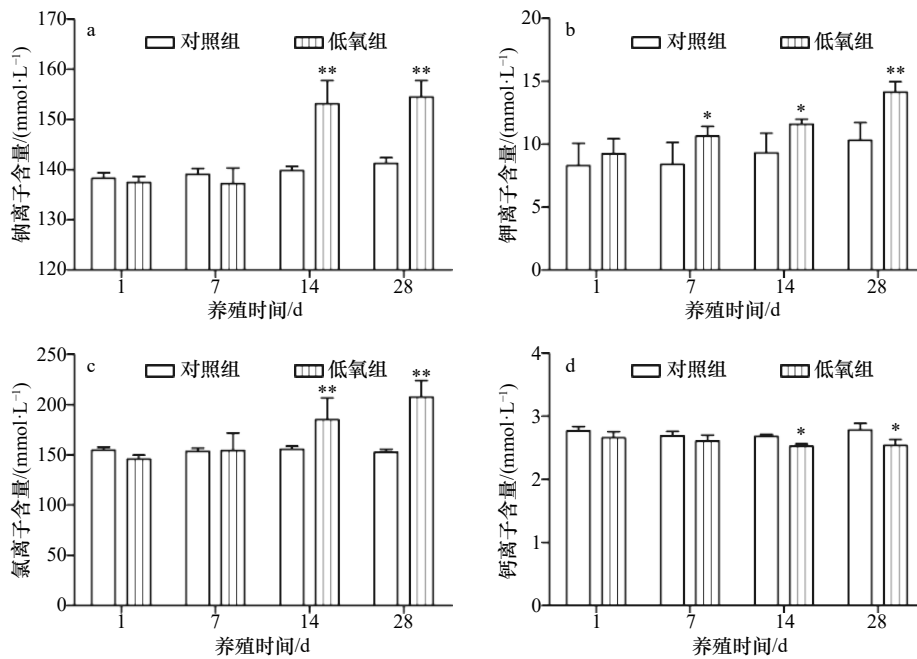 a
对照组 低氧组
钠离子含量/(mmol·L⁻¹)
170
160
150
140
130
120
** **
1 7 14 28
养殖时间/d
b
对照组 低氧组
钾离子含量/(mmol·L⁻¹)
20
15
10
5
0
* * **
1 7 14 28
养殖时间/d
c
对照组 低氧组
氯离子含量/(mmol·L⁻¹)
250
200
150
100
50
0
** **
1 7 14 28
养殖时间/d
d
对照组 低氧组
钙离子含量/(mmol·L⁻¹)
4
3
2
1
0
* *
1 7 14 28
养殖时间/d